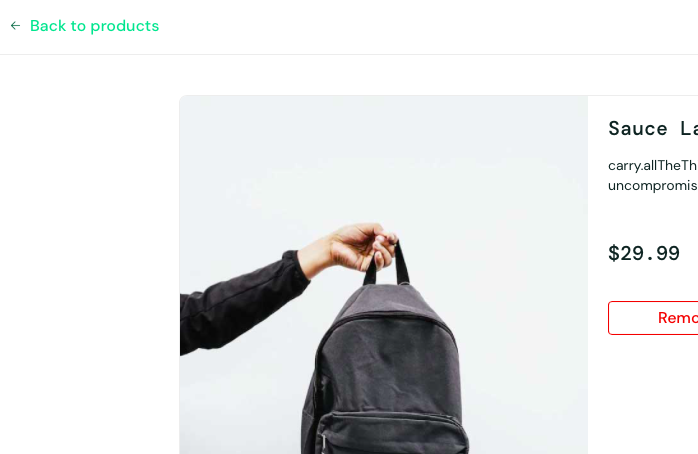 Back to products
Sauce La
carry.allTheTh
uncompromis
$29.99
Remo